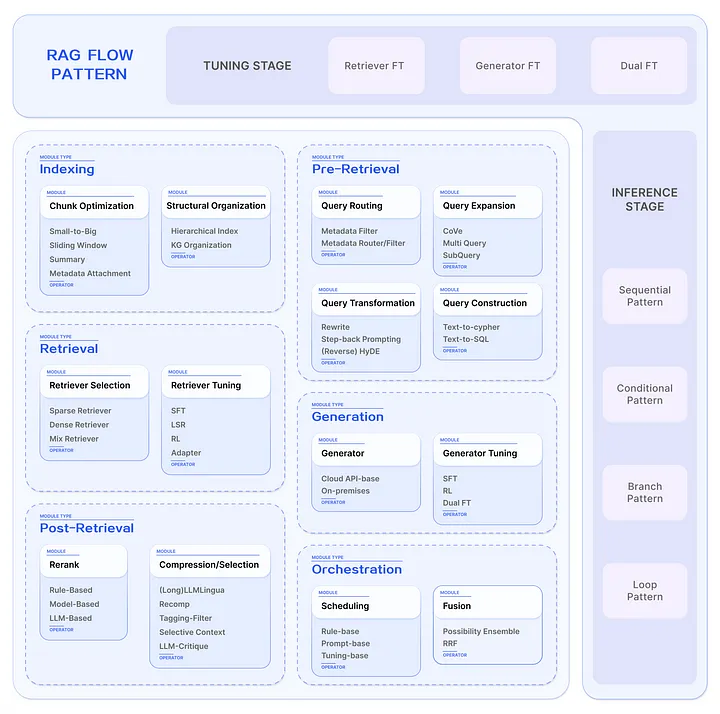 RAG FLOW
PATTERN
TUNING STAGE
Retriever FT
Generator FT
Dual FT
MODULE TYPE
Indexing
MODULE
Chunk Optimization
Small-to-Big
Sliding Window
Summary
Metadata Attachment
OPERATOR
MODULE
Structural Organization
Hierarchical Index
KG Organization
OPERATOR
MODULE TYPE
Retrieval
MODULE
Retriever Selection
Sparse Retriever
Dense Retriever
Mix Retriever
OPERATOR
MODULE
Retriever Tuning
SFT
LSR
RL
Adapter
OPERATOR
MODULE TYPE
Post-Retrieval
MODULE
Rerank
Rule-Based
Model-Based
LLM-Based
OPERATOR
MODULE
Compression/Selection
(Long)LLMLingua
Recomp
Tagging-Filter
Selective Context
LLM-Critique
OPERATOR
MODULE TYPE
Pre-Retrieval
MODULE
Query Routing
Metadata Filter
Metadata Router/Filter
OPERATOR
MODULE
Query Expansion
CoVe
Multi Query
SubQuery
OPERATOR
MODULE
Query Transformation
Rewrite
Step-back Prompting
(Reverse) HyDE
OPERATOR
MODULE
Query Construction
Text-to-cypher
Text-to-SQL
OPERATOR
MODULE TYPE
Generation
MODULE
Generator
Cloud API-base
On-premises
OPERATOR
MODULE
Generator Tuning
SFT
RL
Dual FT
OPERATOR
MODULE TYPE
Orchestration
MODULE
Scheduling
Rule-base
Prompt-base
Tuning-base
OPERATOR
MODULE
Fusion
Possibility Ensemble
RRF
OPERATOR
INFERENCE
STAGE
Sequential
Pattern
Conditional
Pattern
Branch
Pattern
Loop
Pattern